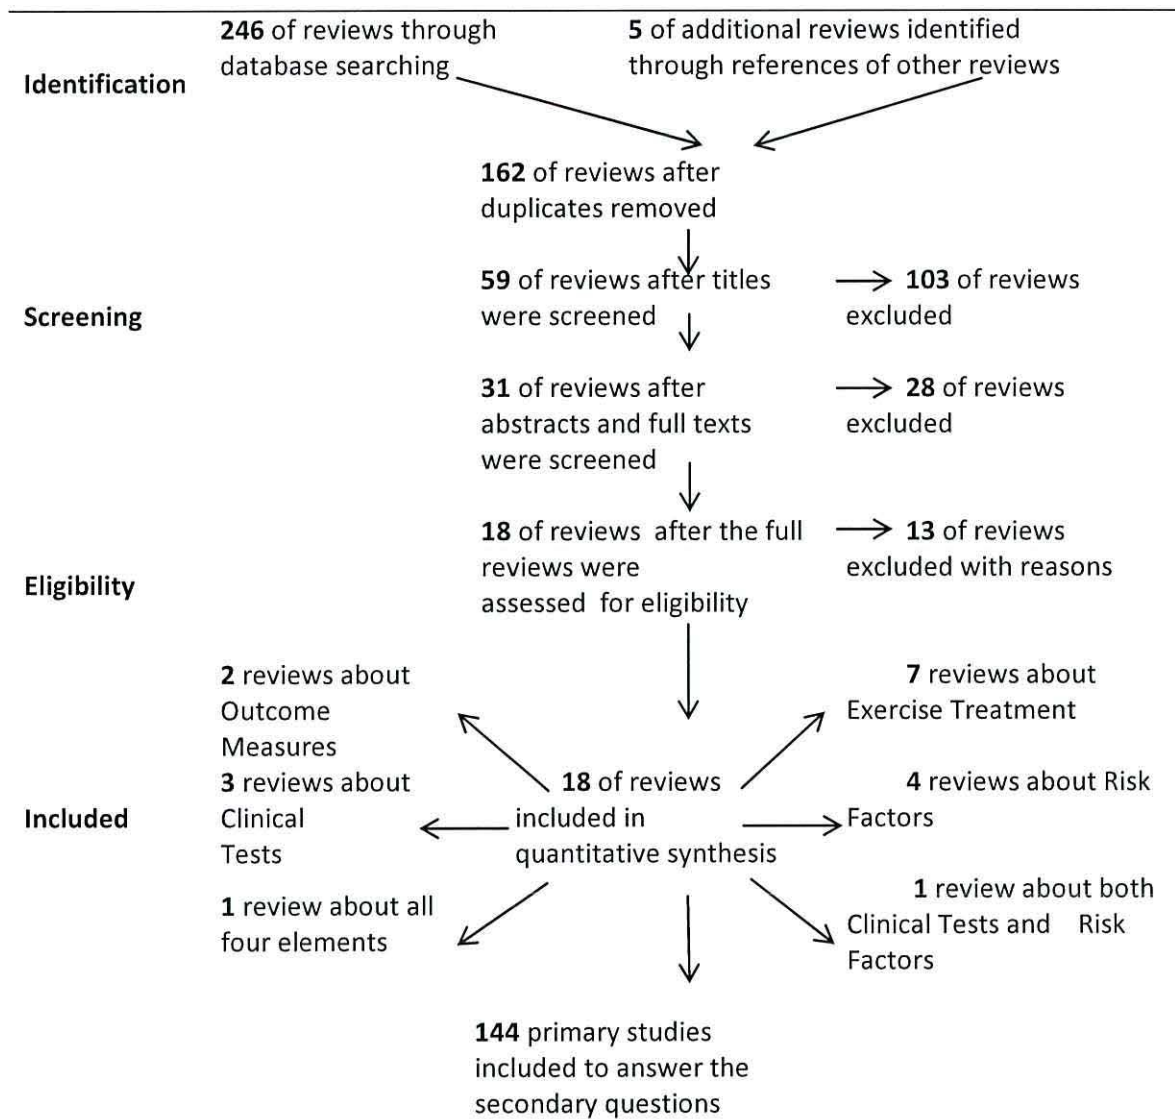 246 of reviews through
database searching
5 of additional reviews identified
through references of other reviews
Identification
162 of reviews after
duplicates removed
59 of reviews after titles
were screened
103 of reviews
excluded
Screening
31 of reviews after
abstracts and full texts
were screened
28 of reviews
excluded
18 of reviews after the full
reviews were
assessed for eligibility
13 of reviews
excluded with reasons
Eligibility
2 reviews about
Outcome
Measures
7 reviews about
Exercise Treatment
3 reviews about
Clinical
Tests
18 of reviews
included in
quantitative synthesis
4 reviews about Risk
Factors
Included
1 review about all
four elements
1 review about both
Clinical Tests and Risk
Factors
144 primary studies
included to answer the
secondary questions